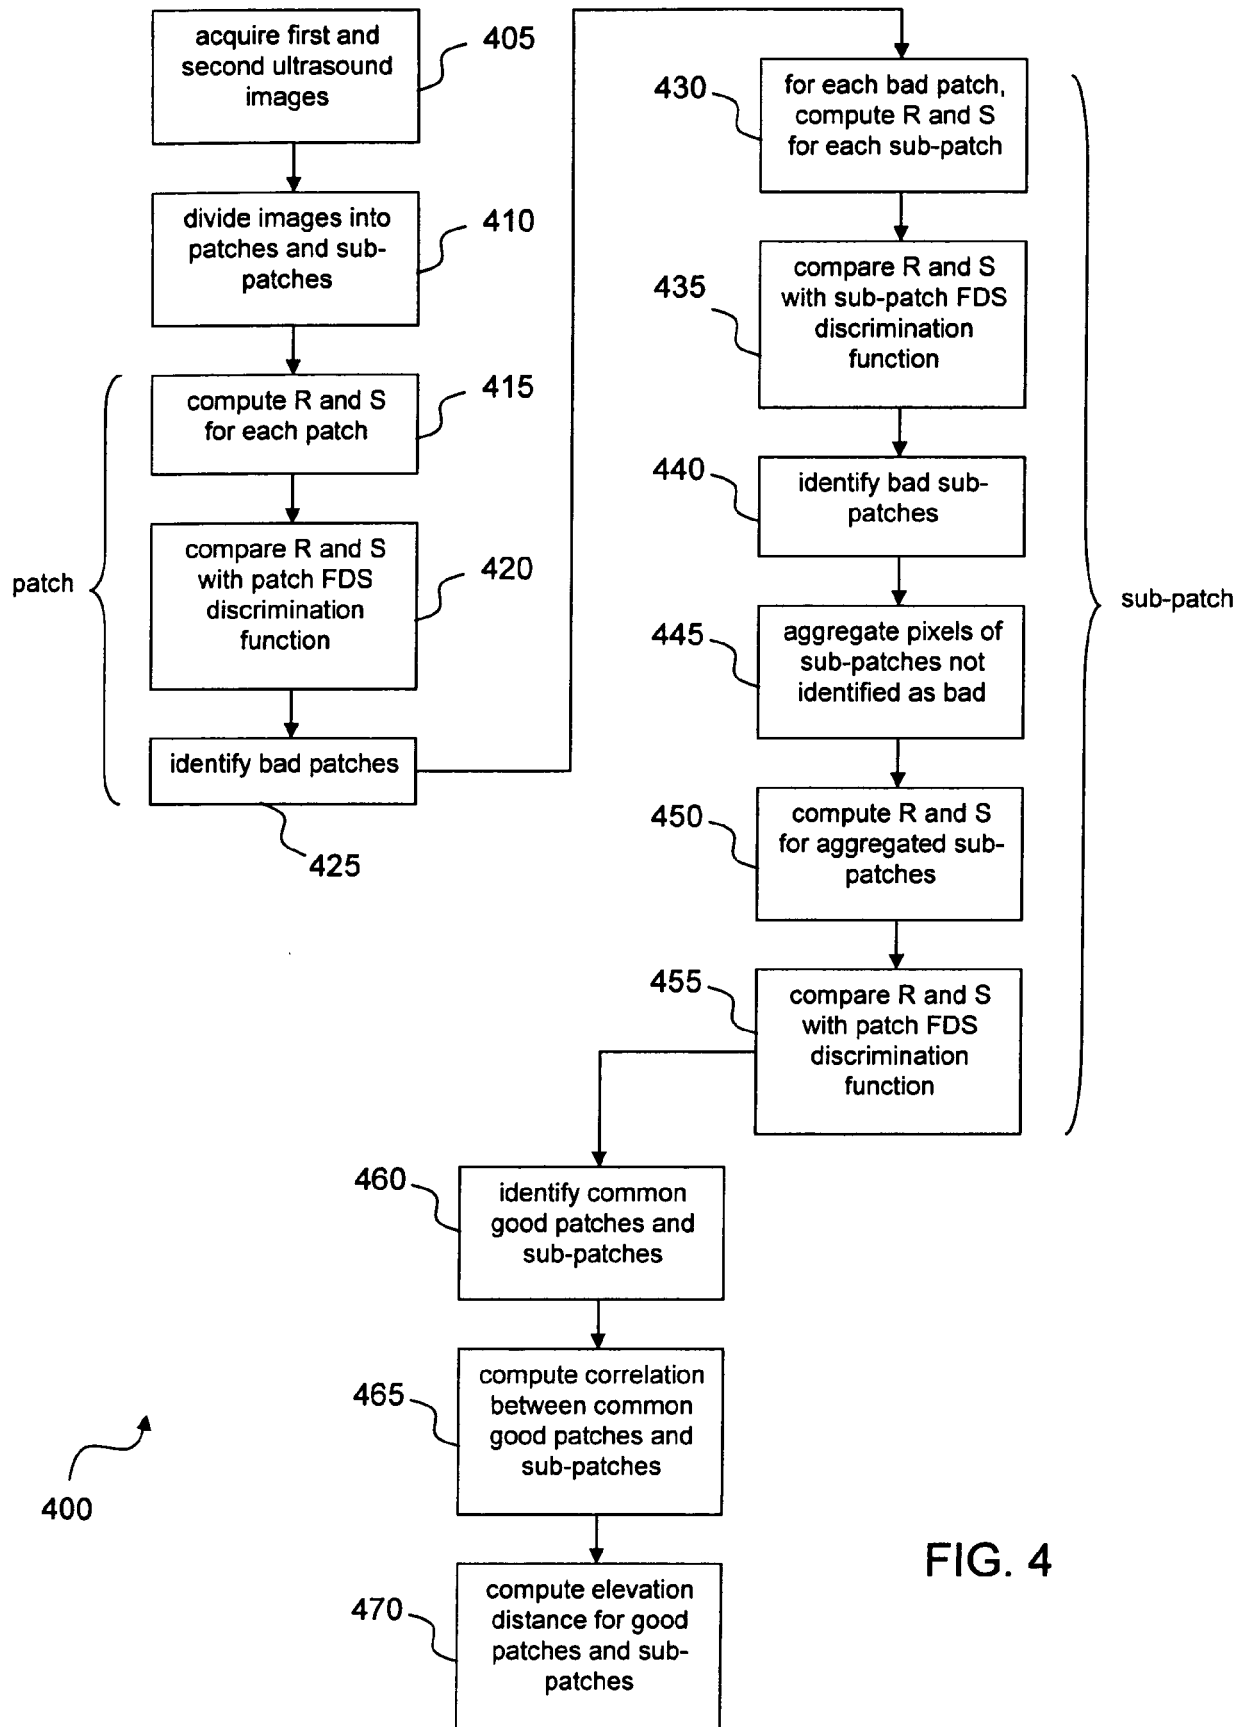 acquire first and
second ultrasound
images
405
divide images into
patches and sub-
patches
410
patch
compute R and S
for each patch
415
compare R and S
with patch FDS
discrimination
function
420
identify bad patches
425
430
for each bad patch,
compute R and S
for each sub-patch
435
compare R and S
with sub-patch FDS
discrimination
function
440
identify bad sub-
patches
sub-patch
445
aggregate pixels of
sub-patches not
identified as bad
450
compute R and S
for aggregated sub-
patches
455
compare R and S
with patch FDS
discrimination
function
460
identify common
good patches and
sub-patches
465
compute correlation
between common
good patches and
sub-patches
470
compute elevation
distance for good
patches and sub-
patches
400
FIG. 4